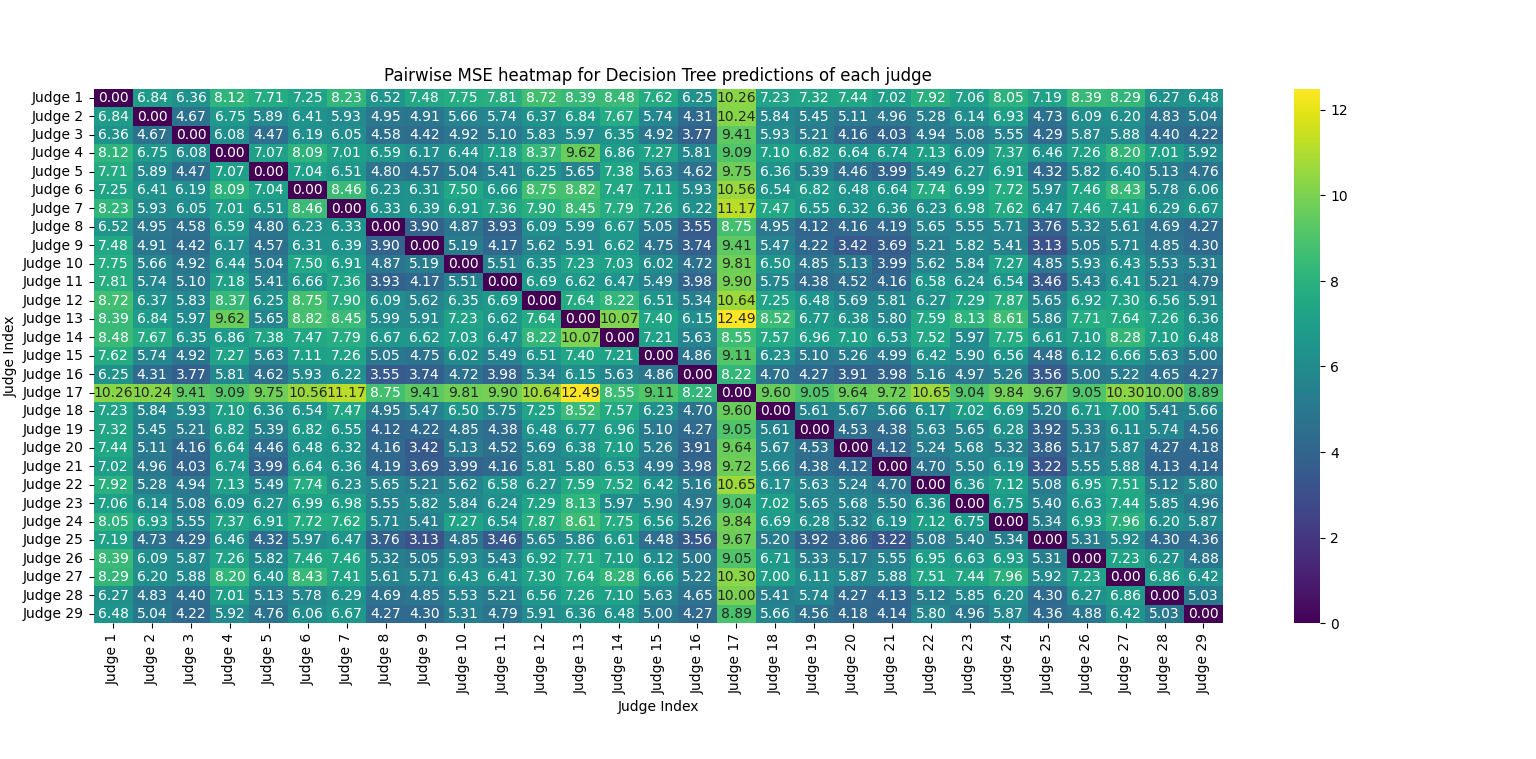 Pairwise MSE heatmap for Decision Tree predictions of each judge
Judge 1 0.00 6.84 6.36 8.12 7.71 7.25 8.23 6.52 7.48 7.75 7.81 8.72 8.39 8.48 7.62 6.25 10.26 7.23 7.32 7.44 7.02 7.92 7.06 8.05 7.19 8.39 8.29 6.27 6.48
Judge 2 6.84 0.00 4.67 6.75 5.89 6.41 5.93 4.95 4.91 5.66 5.74 6.37 6.84 7.67 5.74 4.31 10.24 5.84 5.45 5.11 4.96 5.28 6.14 6.93 4.73 6.09 6.20 4.83 5.04
Judge 3 6.36 4.67 0.00 6.08 4.47 6.19 6.05 4.58 4.42 4.92 5.10 5.83 5.97 6.35 4.92 3.77 9.41 5.93 5.21 4.16 4.03 4.94 5.08 5.55 4.29 5.87 5.88 4.40 4.22
Judge 4 8.12 6.75 6.08 0.00 7.07 8.09 7.01 6.59 6.17 6.44 7.18 8.37 9.62 6.86 7.27 5.81 9.09 7.10 6.82 6.64 6.74 7.13 6.09 7.37 6.46 7.26 8.20 7.01 5.92
Judge 5 7.71 5.89 4.47 7.07 0.00 7.04 6.51 4.80 4.57 5.04 5.41 6.25 5.65 7.38 5.63 4.62 9.75 6.36 5.39 4.46 3.99 5.49 6.27 6.91 4.32 5.82 6.40 5.13 4.76
Judge 6 7.25 6.41 6.19 8.09 7.04 0.00 8.46 6.23 6.31 7.50 6.66 8.75 8.82 7.47 7.11 5.93 10.56 6.54 6.82 6.48 6.64 7.74 6.99 7.72 5.97 7.46 8.43 5.78 6.06
Judge 7 8.23 5.93 6.05 7.01 6.51 8.46 0.00 6.33 6.39 6.91 7.36 7.90 8.45 7.79 7.26 6.22 11.17 7.47 6.55 6.32 6.36 6.23 6.98 7.62 6.47 7.46 7.41 6.29 6.67
Judge 8 6.52 4.95 4.58 6.59 4.80 6.23 6.33 0.00 3.90 4.87 3.93 6.09 5.99 6.67 5.05 3.55 8.75 4.95 4.12 4.16 4.19 5.65 5.55 5.71 3.76 5.32 5.61 4.69 4.27
Judge 9 7.48 4.91 4.42 6.17 4.57 6.31 6.39 3.90 0.00 5.19 4.17 5.62 5.91 6.62 4.75 3.74 9.41 5.47 4.22 3.42 3.69 5.21 5.82 5.41 3.13 5.05 5.71 4.85 4.30
Judge 10 7.75 5.66 4.92 6.44 5.04 7.50 6.91 4.87 5.19 0.00 5.51 6.35 7.23 7.03 6.02 4.72 9.81 6.50 4.85 5.13 3.99 5.62 5.84 7.27 4.85 5.93 6.43 5.53 5.31
Judge 11 7.81 5.74 5.10 7.18 5.41 6.66 7.36 3.93 4.17 5.51 0.00 6.69 6.62 6.47 5.49 3.98 9.90 5.75 4.38 4.52 4.16 6.58 6.24 6.54 3.46 5.43 6.41 5.21 4.79
Judge 12 8.72 6.37 5.83 8.37 6.25 8.75 7.90 6.09 5.62 6.35 6.69 0.00 7.64 8.22 6.51 5.34 10.64 7.25 6.48 5.69 5.81 6.27 7.29 7.87 5.65 6.92 7.30 6.56 5.91
Judge 13 8.39 6.84 5.97 9.62 5.65 8.82 8.45 5.99 5.91 7.23 6.62 7.64 0.00 10.07 7.40 6.15 12.49 8.52 6.77 6.38 5.80 7.59 8.13 8.61 5.86 7.71 7.64 7.26 6.36
Judge 14 8.48 7.67 6.35 6.86 7.38 7.47 7.79 6.67 6.62 7.03 6.47 8.22 10.07 0.00 7.21 5.63 8.55 7.57 6.96 7.10 6.53 7.52 5.97 7.75 6.61 7.10 8.28 7.10 6.48
Judge 15 7.62 5.74 4.92 7.27 5.63 7.11 7.26 5.05 4.75 6.02 5.49 6.51 7.40 7.21 0.00 4.86 9.11 6.23 5.10 5.26 4.99 6.42 5.90 6.56 4.48 6.12 6.66 5.63 5.00
Judge 16 6.25 4.31 3.77 5.81 4.62 5.93 6.22 3.55 3.74 4.72 3.98 5.34 6.15 5.63 4.86 0.00 8.22 4.70 4.27 3.91 3.98 5.16 4.97 5.26 3.56 5.00 5.22 4.65 4.27
Judge 17 10.26 10.24 9.41 9.09 9.75 10.56 11.17 8.75 9.41 9.81 9.90 10.64 12.49 8.55 9.11 8.22 0.00 9.60 9.05 9.64 9.72 10.65 9.04 9.84 9.67 9.05 10.30 10.00 8.89
Judge 18 7.23 5.84 5.93 7.10 6.36 6.54 7.47 4.95 5.47 6.50 5.75 7.25 8.52 7.57 6.23 4.70 9.60 0.00 5.61 5.67 5.66 6.17 7.02 6.69 5.20 6.71 7.00 5.41 5.66
Judge 19 7.32 5.45 5.21 6.82 5.39 6.82 6.55 4.12 4.22 4.85 4.38 6.48 6.77 6.96 5.10 4.27 9.05 5.61 0.00 4.53 4.38 5.63 5.65 6.28 3.92 5.33 6.11 5.74 4.56
Judge 20 7.44 5.11 4.16 6.64 4.46 6.48 6.32 4.16 3.42 5.13 4.52 5.69 6.38 7.10 5.26 3.91 9.64 5.67 4.53 0.00 4.12 5.24 5.68 6.32 3.86 5.17 5.87 4.27 4.18
Judge 21 7.02 4.96 4.03 6.74 3.99 6.64 6.36 4.19 3.69 3.99 4.16 5.81 5.80 6.53 4.99 3.98 9.72 5.66 4.38 4.12 0.00 4.70 5.50 6.19 3.22 5.55 5.88 4.13 4.14
Judge 22 7.92 5.28 4.94 7.13 5.49 7.74 6.23 5.65 5.21 5.62 6.58 6.27 7.59 7.52 6.42 5.16 10.65 6.17 5.63 5.24 4.70 0.00 6.36 7.12 5.08 6.95 7.51 5.12 5.80
Judge 23 7.06 6.14 5.08 6.09 6.27 6.99 6.98 5.55 5.82 5.84 6.24 7.29 8.13 5.97 5.90 4.97 9.04 7.02 5.65 5.68 5.50 6.36 0.00 6.75 5.40 6.63 7.44 5.85 4.96
Judge 24 8.05 6.93 5.55 7.37 6.91 7.72 7.62 5.71 5.41 7.27 6.54 7.87 8.61 7.75 6.56 5.26 9.84 6.69 6.28 6.32 6.19 7.12 6.75 0.00 5.34 6.93 7.96 6.20 5.87
Judge 25 7.19 4.73 4.29 6.46 4.32 5.97 6.47 3.76 3.13 4.85 3.46 5.65 5.86 6.61 4.48 3.56 9.67 5.20 3.92 3.86 3.22 5.08 5.40 5.34 0.00 5.31 5.92 4.30 4.36
Judge 26 8.39 6.09 5.87 7.26 5.82 7.46 7.46 5.32 5.05 5.93 5.43 6.92 7.71 7.10 6.12 5.00 9.05 6.71 5.33 5.17 5.55 6.95 6.63 6.93 5.31 0.00 7.23 6.27 4.88
Judge 27 8.29 6.20 5.88 8.20 6.40 8.43 7.41 5.61 5.71 6.43 6.41 7.30 7.64 8.28 6.66 5.22 10.30 7.00 6.11 5.87 5.88 7.51 7.44 7.96 5.92 7.23 0.00 6.86 6.42
Judge 28 6.27 4.83 4.40 7.01 5.13 5.78 6.29 4.69 4.85 5.53 5.21 6.56 7.26 7.10 5.63 4.65 10.00 5.41 5.74 4.27 4.13 5.12 5.85 6.20 4.30 6.27 6.86 0.00 5.03
Judge 29 6.48 5.04 4.22 5.92 4.76 6.06 6.67 4.27 4.30 5.31 4.79 5.91 6.36 6.48 5.00 4.27 8.89 5.66 4.56 4.18 4.14 5.80 4.96 5.87 4.36 4.88 6.42 5.03 0.00
Judge Index
Judge 1 Judge 2 Judge 3 Judge 4 Judge 5 Judge 6 Judge 7 Judge 8 Judge 9 Judge 10 Judge 11 Judge 12 Judge 13 Judge 14 Judge 15 Judge 16 Judge 17 Judge 18 Judge 19 Judge 20 Judge 21 Judge 22 Judge 23 Judge 24 Judge 25 Judge 26 Judge 27 Judge 28 Judge 29
Judge Index
12
10
8
6
4
2
0